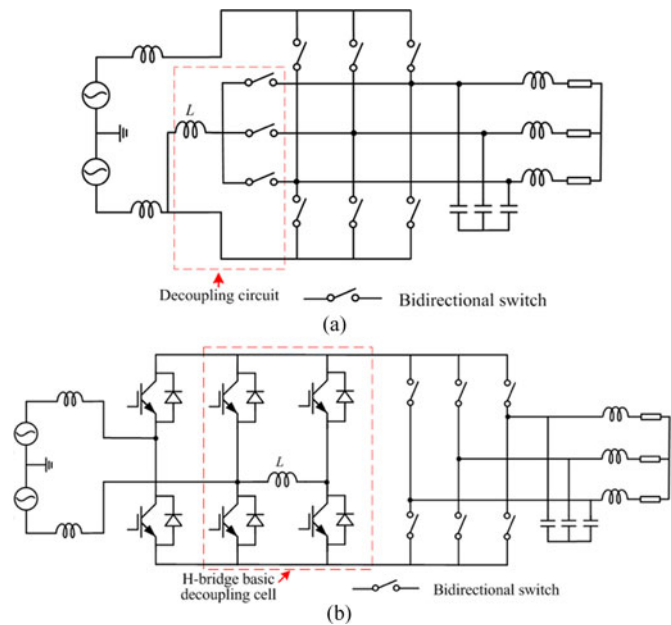 L
Decoupling circuit
Bidirectional switch
(a)
L
H-bridge basic
decoupling cell
Bidirectional switch
(b)